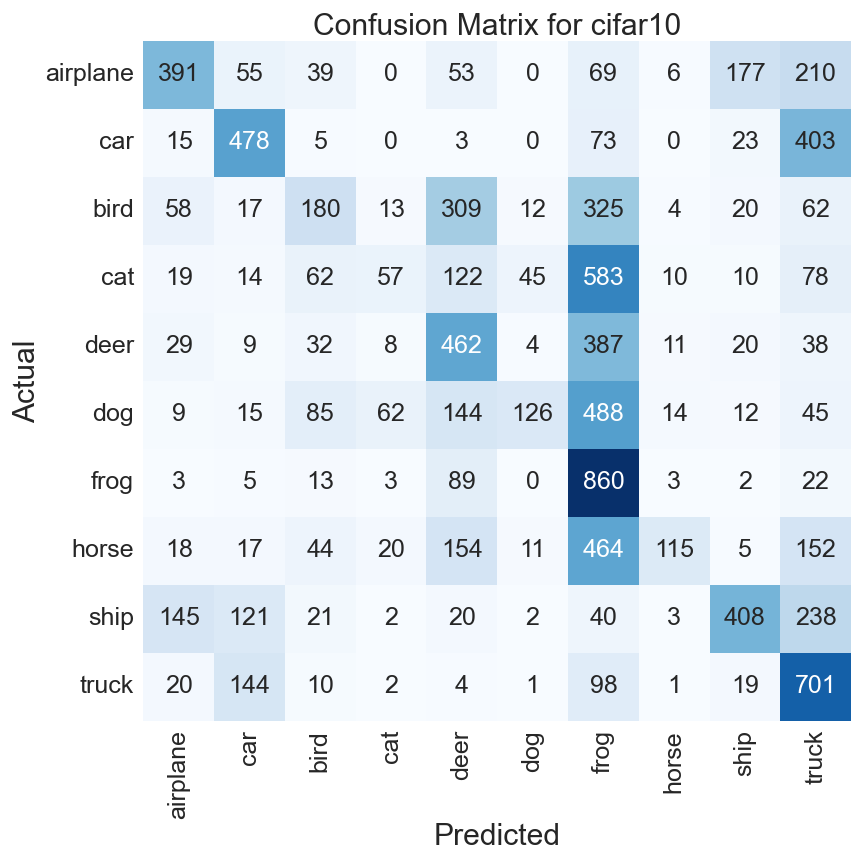 Confusion Matrix for cifar10
airplane 391 55 39 0 53 0 69 6 177 210
car 15 478 5 0 3 0 73 0 23 403
bird 58 17 180 13 309 12 325 4 20 62
cat 19 14 62 57 122 45 583 10 10 78
deer 29 9 32 8 462 4 387 11 20 38
dog 9 15 85 62 144 126 488 14 12 45
frog 3 5 13 3 89 0 860 3 2 22
horse 18 17 44 20 154 11 464 115 5 152
ship 145 121 21 2 20 2 40 3 408 238
truck 20 144 10 2 4 1 98 1 19 701
airplane car bird cat deer dog frog horse ship truck
Actual
Predicted